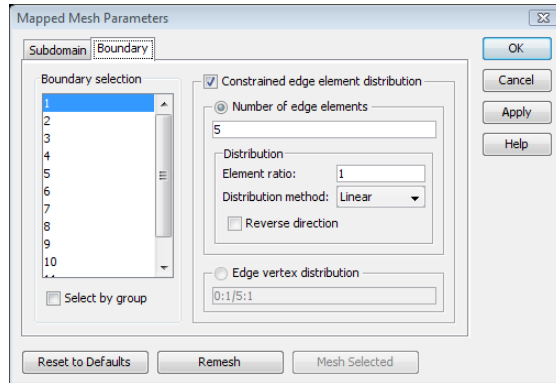 Mapped Mesh Parameters
Subdomain Boundary
Boundary selection
1
2
3
4
5
6
7
8
9
10
Select by group
Constrained edge element distribution
Number of edge elements
5
Distribution
Element ratio: 1
Distribution method: Linear
Reverse direction
Edge vertex distribution
0:1/5:1
OK
Cancel
Apply
Help
Reset to Defaults Remesh Mesh Selected